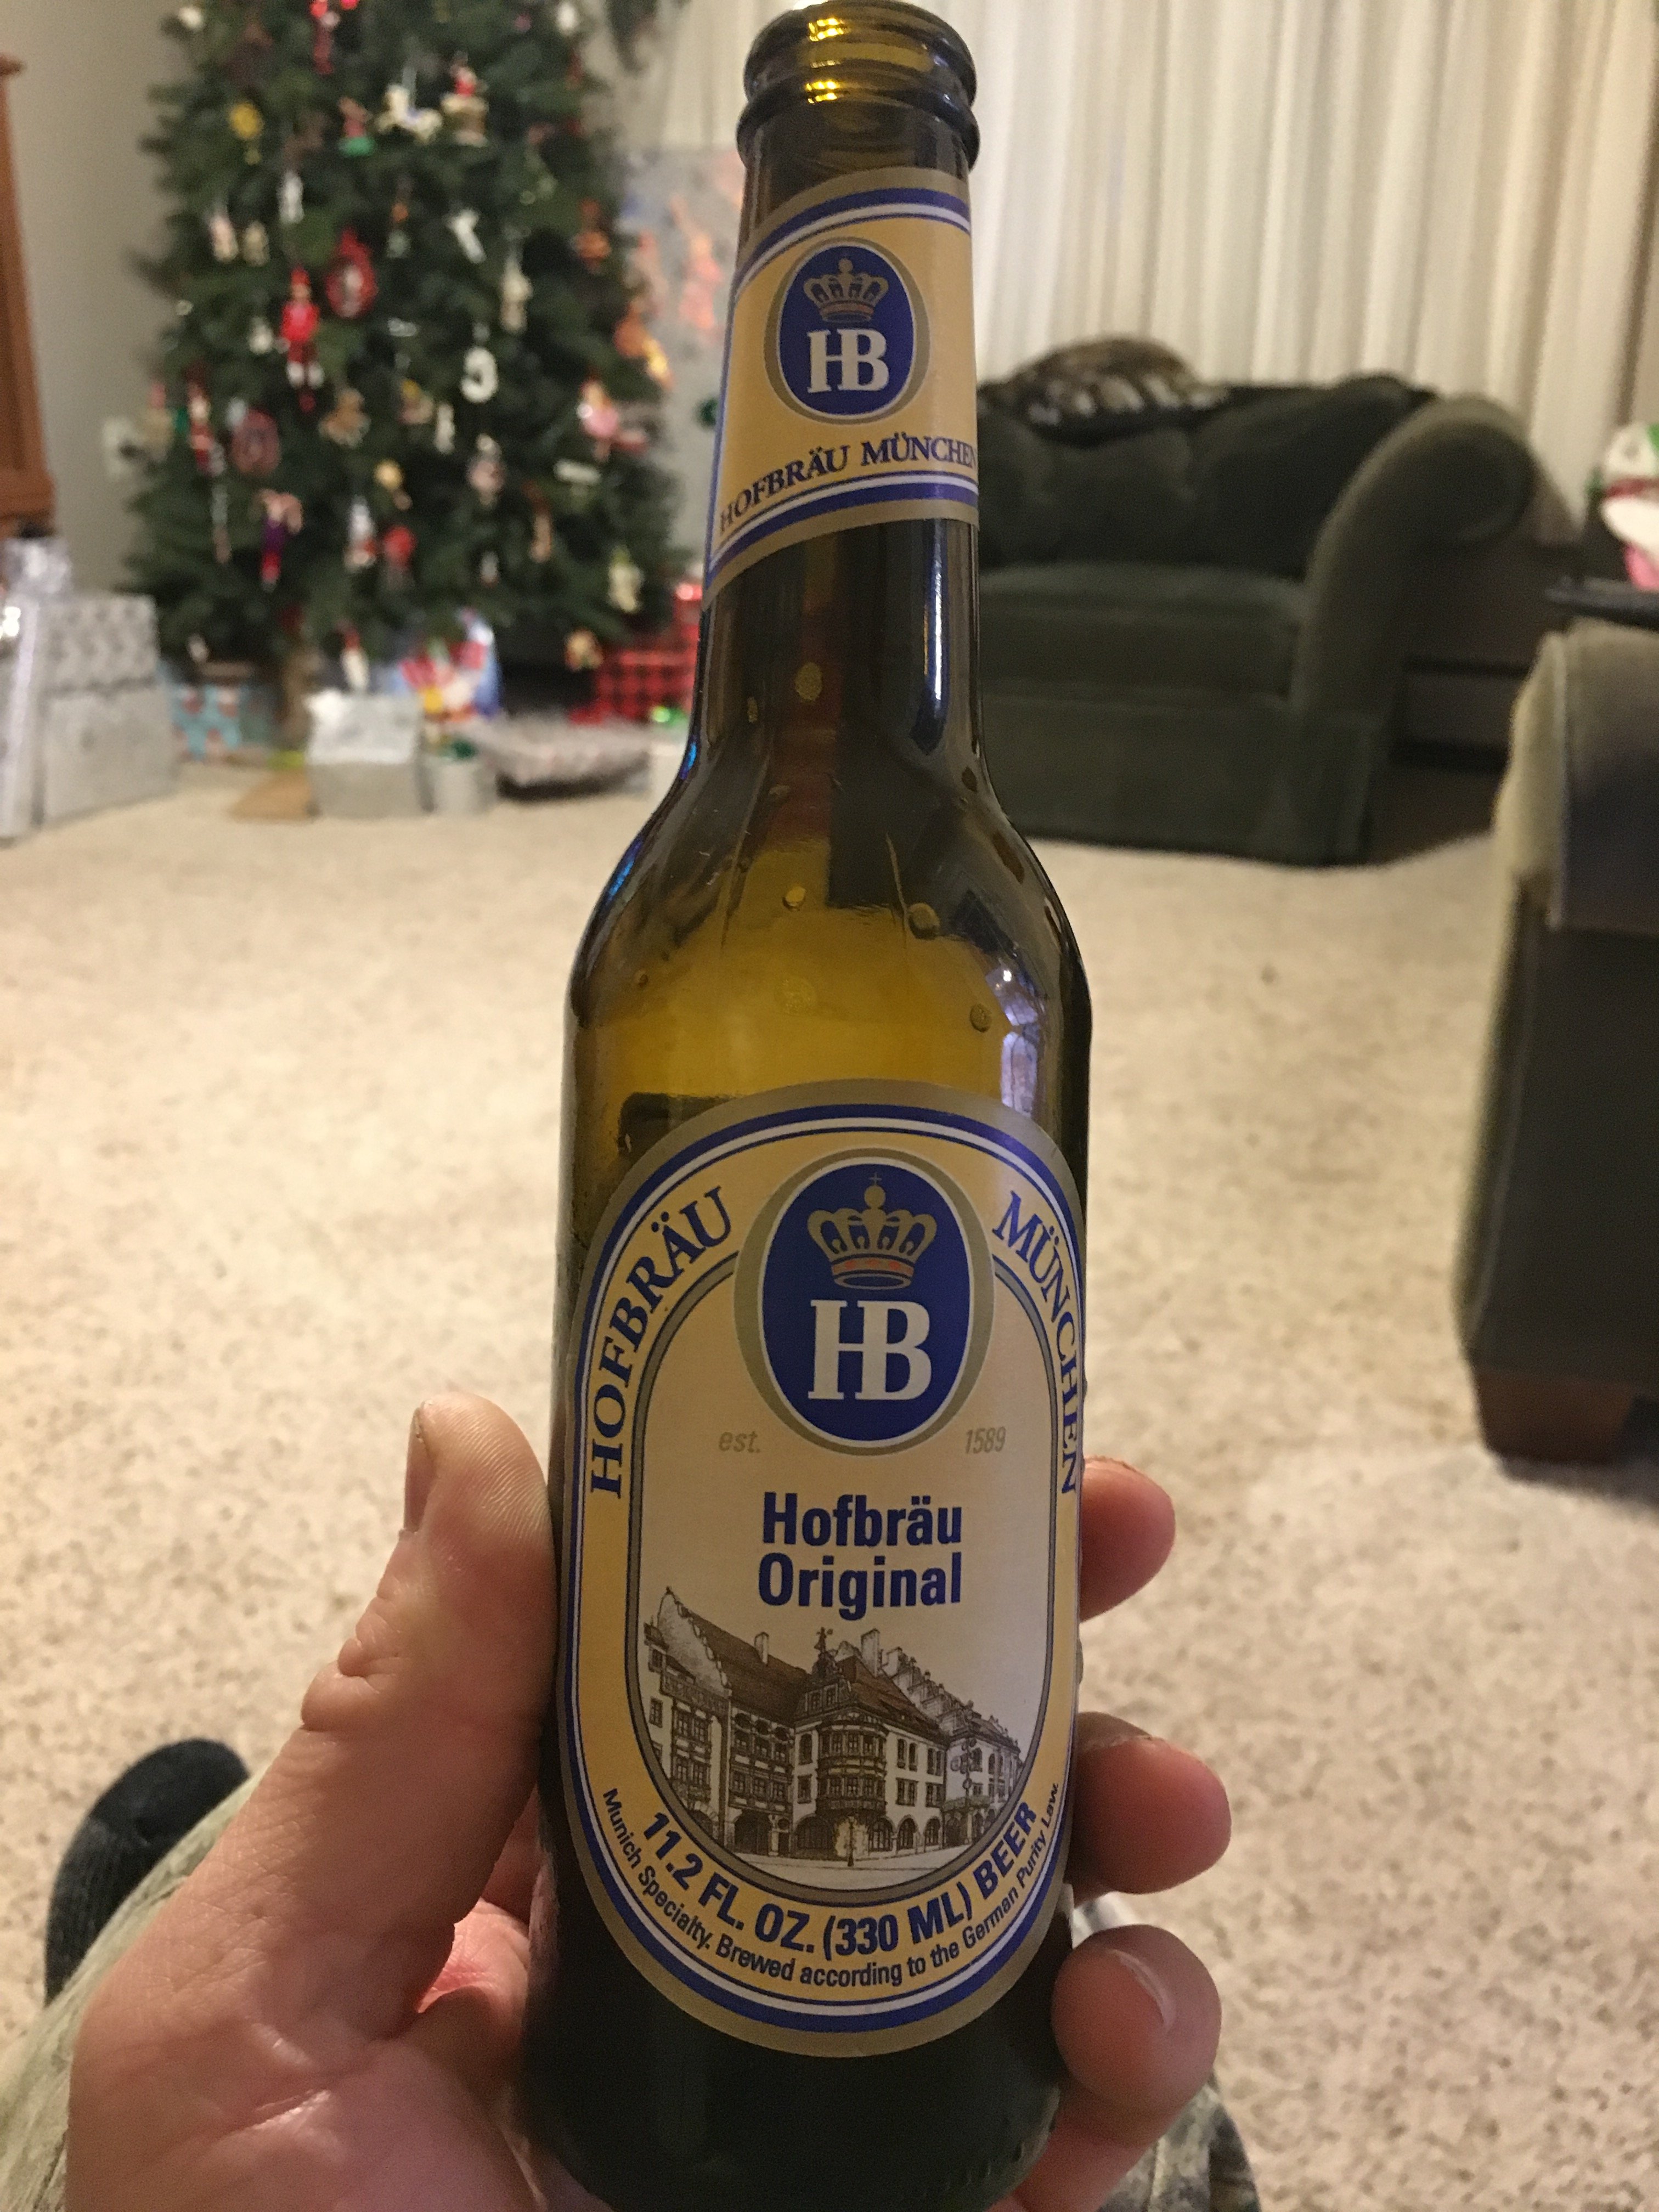 HB
HOFBRÄU MÜNCHEN
HOFBRÄU MÜNCHEN
HB
est. 1589
Hofbräu
Original
11.2 FL. OZ. (330 ML) BEER
Munich Specialty. Brewed according to the German Purity Law.